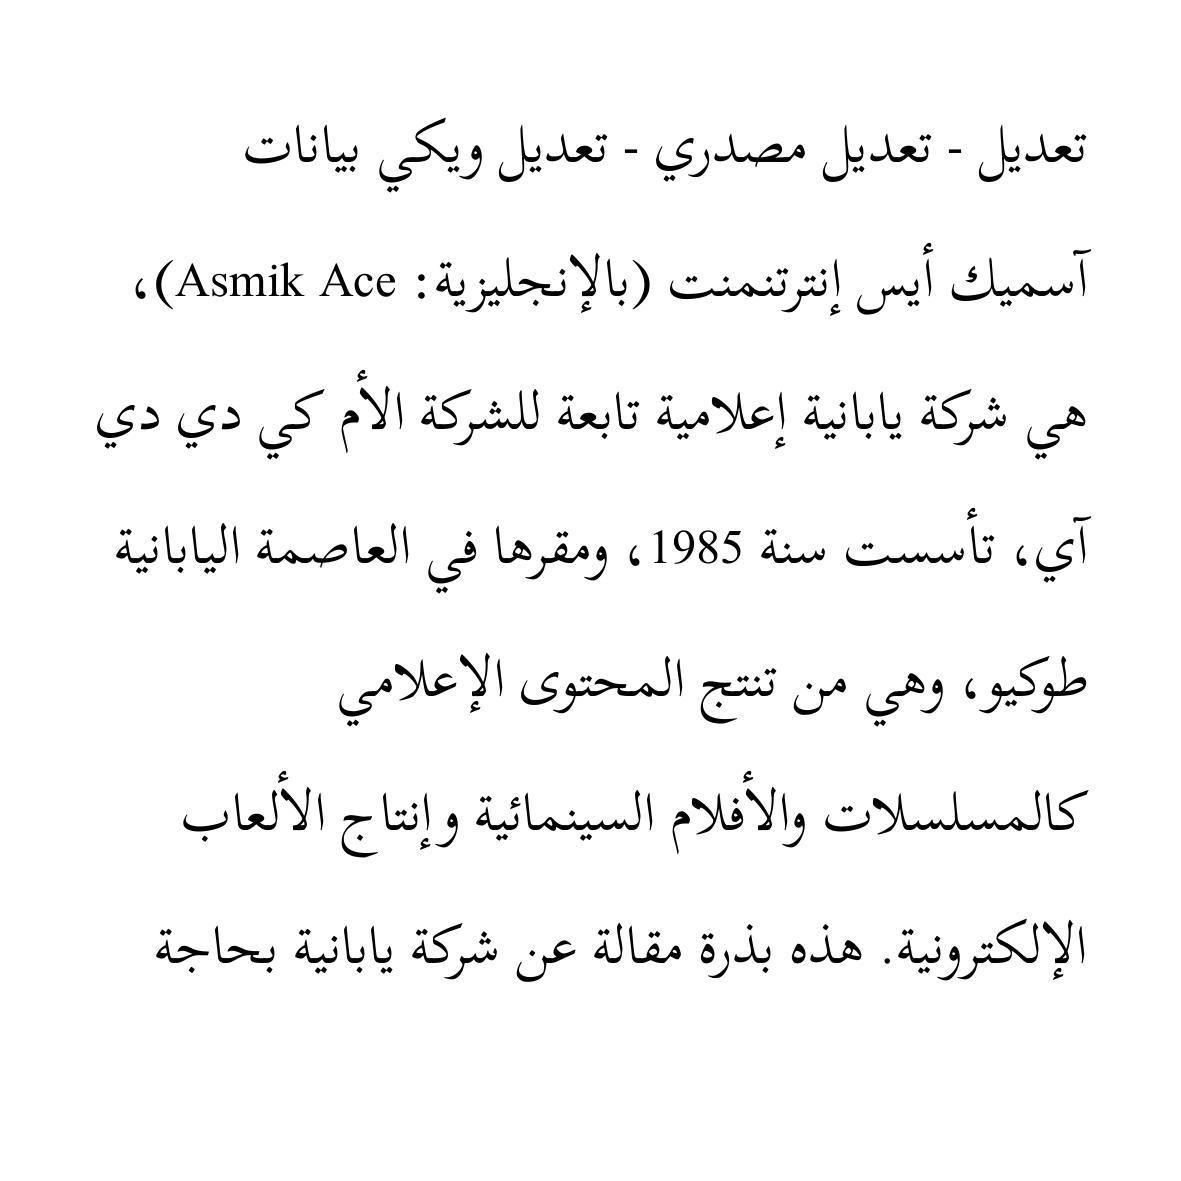 تعديل - تعديل مصدري - تعديل ويكي بيانات
آسميك أيس إنترتنمنت (بالإنجليزية: Asmik Ace)،
هي شركة يابانية إعلامية تابعة للشركة الأم كي دي دي
آي، تأسست سنة 1985، ومقرها في العاصمة اليابانية
طوكيو، وهي من تنتج المحتوى الإعلامي
كالمسلسلات والأفلام السينمائية وإنتاج الألعاب
الإلكترونية. هذه بذرة مقالة عن شركة يابانية بحاجة